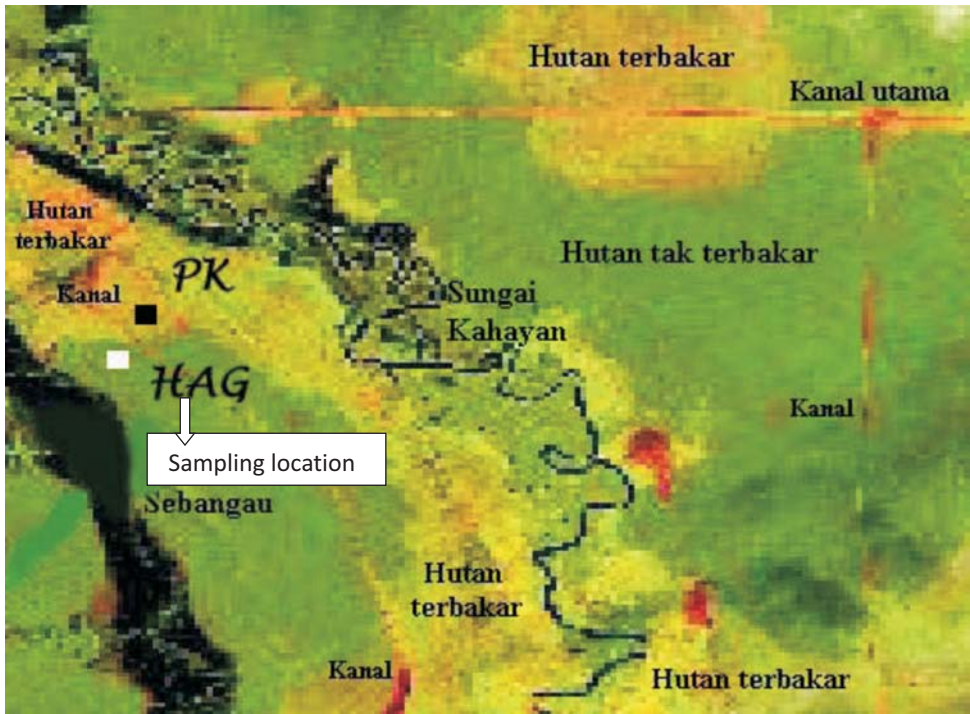 Hutan terbakar
Kanal utama
Hutan
terbakar
PK
Hutan tak terbakar
Kanal
Sungai
Kahayan
HAG
Kanal
Sampling location
Sebangau
Hutan
terbakar
Kanal
Hutan terbakar